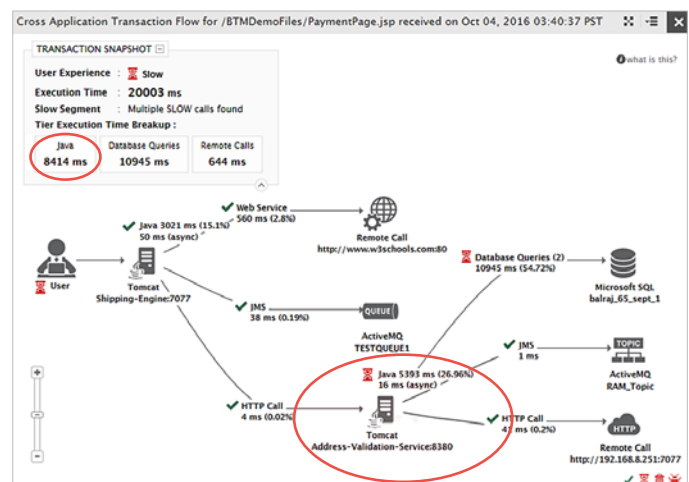 Cross Application Transaction Flow for /BTMDemoFiles/PaymentPage.jsp received on Oct 04, 2016 03:40:37 PST
TRANSACTION SNAPSHOT
what is this?
User Experience : Slow
Execution Time : 20003 ms
Slow Segment : Multiple SLOW calls found
Tier Execution Time Breakup :
Java
8414 ms
Database Queries
10945 ms
Remote Calls
644 ms
Web Service
560 ms (2.8%)
Java 3021 ms (15.1%)
50 ms (async)
Remote Call
http://www.w3schools.com:80
Database Queries (2)
10945 ms (54.72%)
User
Tomcat
Shipping-Engine:7077
Microsoft SQL
balraj_65_sept_1
JMS
38 ms (0.19%)
QUEUE
ActiveMQ
TESTQUEUE1
JMS
1 ms
TOPIC
ActiveMQ
RAM_Topic
Java 5393 ms (26.96%)
16 ms (async)
HTTP Call
4 ms (0.02%)
Tomcat
Address-Validation-Service:8380
HTTP Call
41 ms (0.2%)
HTTP
Remote Call
http://192.168.8.251:7077